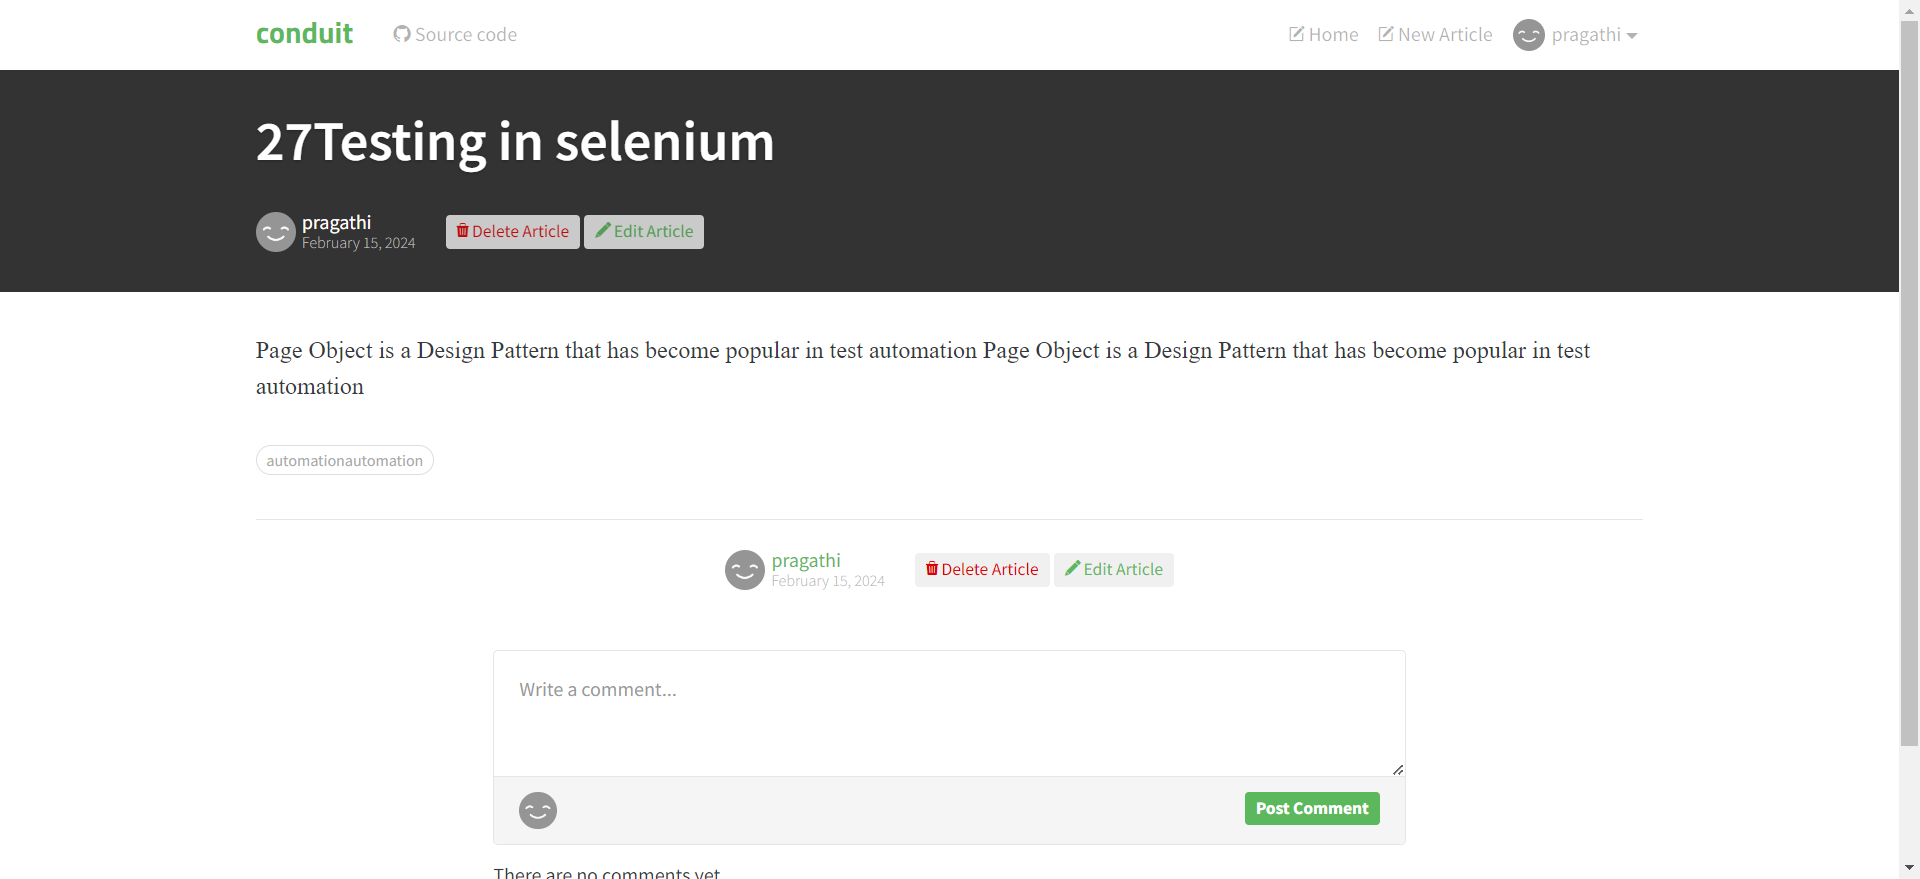 conduit Source code Home New Article pragathi
27Testing in selenium
pragathi
February 15, 2024
Delete Article Edit Article
Page Object is a Design Pattern that has become popular in test automation Page Object is a Design Pattern that has become popular in test
automation
automationautomation
pragathi
February 15, 2024
Delete Article Edit Article
Write a comment...
Post Comment
There are no comments yet